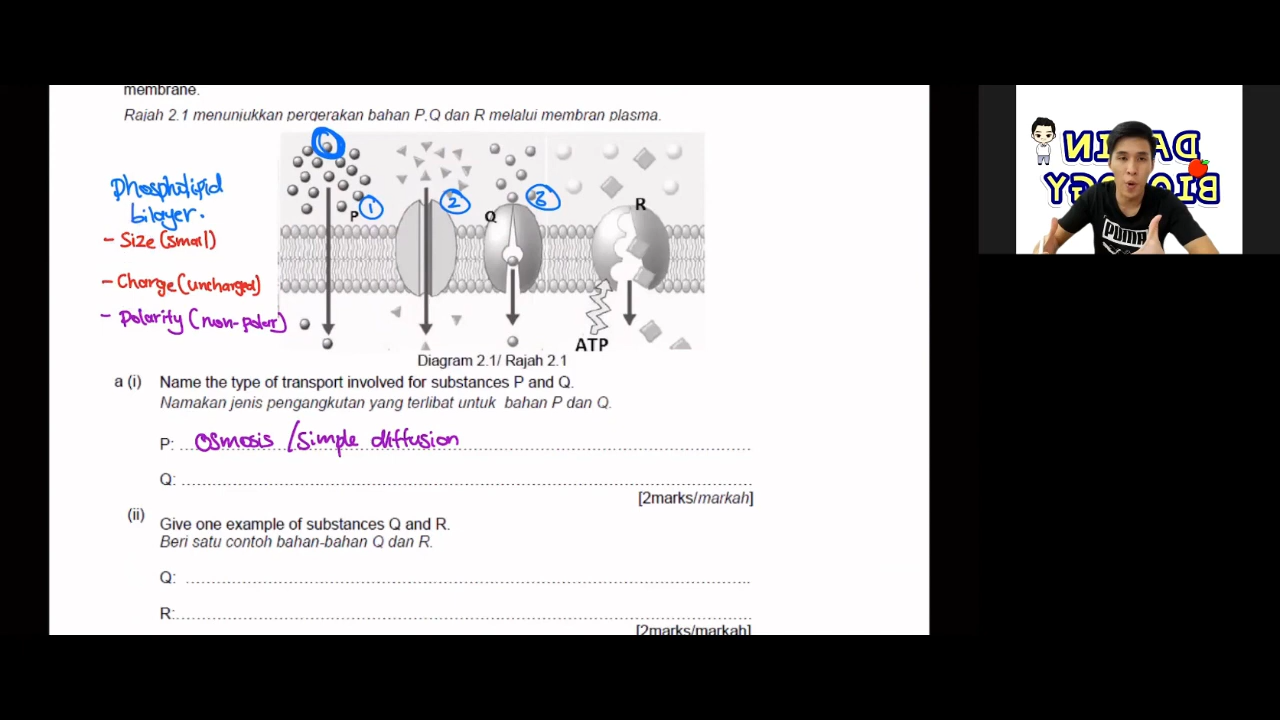 membrane.
Rajah 2.1 menunjukkan pergerakan bahan P,Q dan R melalui membran plasma.
Phospholipid
bilayer.
- Size (small)
- Charge (uncharged)
- Polarity (non-polar)
6
P
1
2
Q
3
R
ATP
Diagram 2.1/ Rajah 2.1
a (i) Name the type of transport involved for substances P and Q.
Namakan jenis pengangkutan yang terlibat untuk bahan P dan Q.
P: Osmosis / Simple diffusion
Q:
[2marks/markah]
(ii) Give one example of substances Q and R.
Beri satu contoh bahan-bahan Q dan R.
Q:
R:
[2marks/markah]
BIOLOGY
PUMA